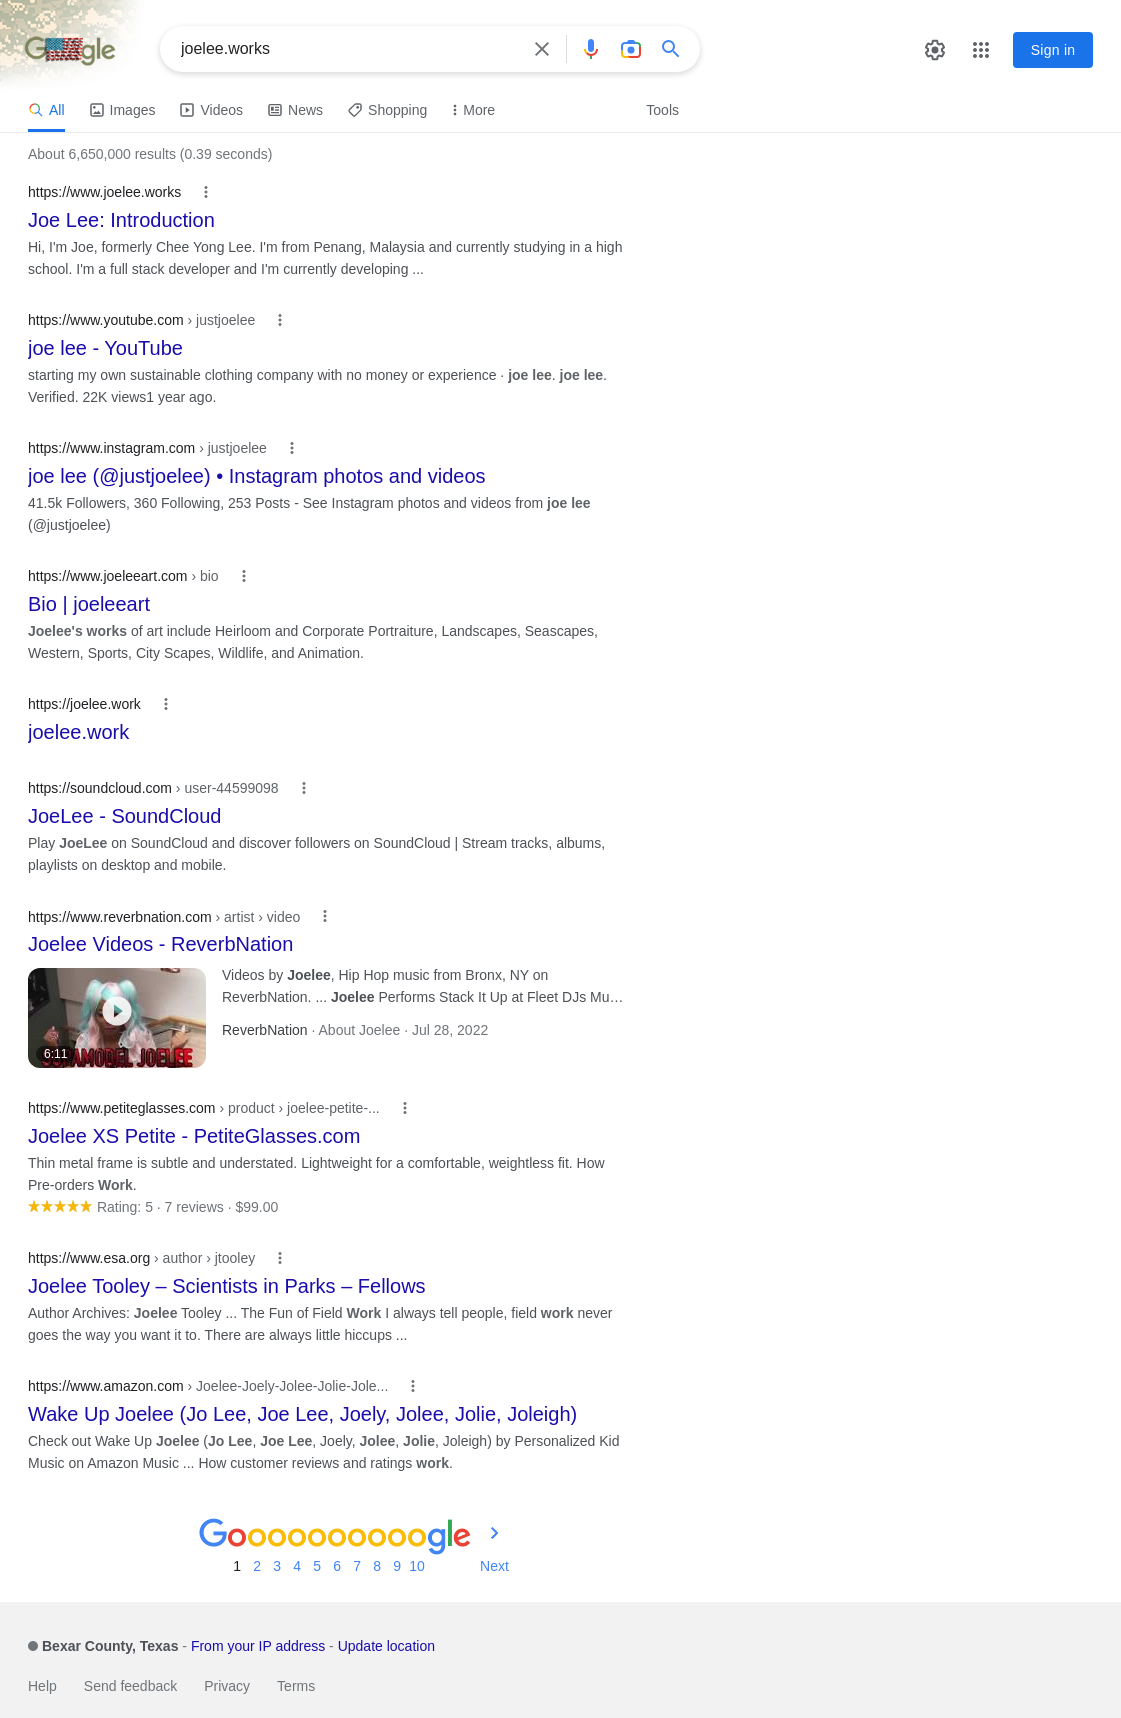 Google
joelee.works
Sign in
All Images Videos News Shopping More Tools
About 6,650,000 results (0.39 seconds)
https://www.joelee.works
Joe Lee: Introduction
Hi, I'm Joe, formerly Chee Yong Lee. I'm from Penang, Malaysia and currently studying in a high
school. I'm a full stack developer and I'm currently developing ...
https://www.youtube.com › justjoelee
joe lee - YouTube
starting my own sustainable clothing company with no money or experience · joe lee. joe lee.
Verified. 22K views1 year ago.
https://www.instagram.com › justjoelee
joe lee (@justjoelee) • Instagram photos and videos
41.5k Followers, 360 Following, 253 Posts - See Instagram photos and videos from joe lee
(@justjoelee)
https://www.joeleeart.com › bio
Bio | joeleeart
Joelee's works of art include Heirloom and Corporate Portraiture, Landscapes, Seascapes,
Western, Sports, City Scapes, Wildlife, and Animation.
https://joelee.work
joelee.work
https://soundcloud.com › user-44599098
JoeLee - SoundCloud
Play JoeLee on SoundCloud and discover followers on SoundCloud | Stream tracks, albums,
playlists on desktop and mobile.
https://www.reverbnation.com › artist › video
Joelee Videos - ReverbNation
Videos by Joelee, Hip Hop music from Bronx, NY on
ReverbNation. ... Joelee Performs Stack It Up at Fleet DJs Mu…
ReverbNation · About Joelee · Jul 28, 2022
6:11
JOELEE
https://www.petiteglasses.com › product › joelee-petite-...
Joelee XS Petite - PetiteGlasses.com
Thin metal frame is subtle and understated. Lightweight for a comfortable, weightless fit. How
Pre-orders Work.
Rating: 5 · 7 reviews · $99.00
https://www.esa.org › author › jtooley
Joelee Tooley – Scientists in Parks – Fellows
Author Archives: Joelee Tooley ... The Fun of Field Work I always tell people, field work never
goes the way you want it to. There are always little hiccups ...
https://www.amazon.com › Joelee-Joely-Jolee-Jolie-Jole...
Wake Up Joelee (Jo Lee, Joe Lee, Joely, Jolee, Jolie, Joleigh)
Check out Wake Up Joelee (Jo Lee, Joe Lee, Joely, Jolee, Jolie, Joleigh) by Personalized Kid
Music on Amazon Music ... How customer reviews and ratings work.
Goooooooooogle
1 2 3 4 5 6 7 8 9 10 Next
Bexar County, Texas - From your IP address - Update location
Help Send feedback Privacy Terms